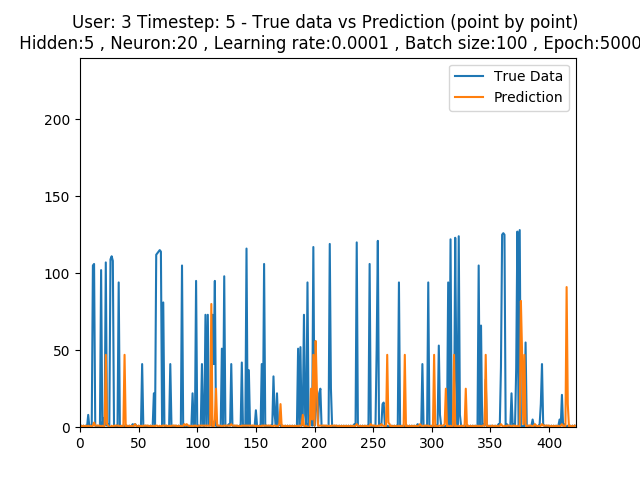 User: 3 Timestep: 5 - True data vs Prediction (point by point)
Hidden:5 , Neuron:20 , Learning rate:0.0001 , Batch size:100 , Epoch:5000
True Data
Prediction
200
150
100
50
0
0 50 100 150 200 250 300 350 400